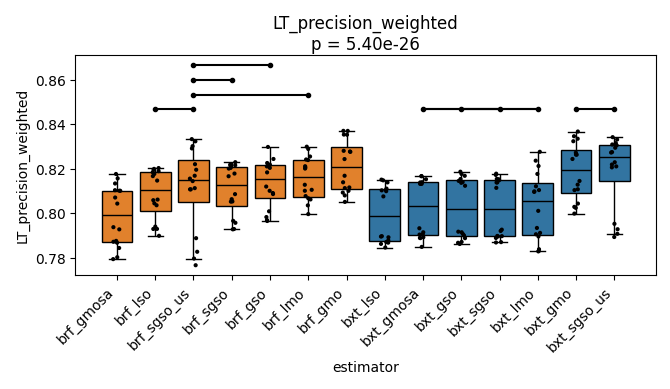 LT_precision_weighted
p = 5.40e-26
LT_precision_weighted
0.86
0.84
0.82
0.80
0.78
brf_gmosa
brf_lso
brf_sgso_us
brf_sgso
brf_gso
brf_lmo
brf_gmo
bxt_lso
bxt_gmosa
bxt_gso
bxt_sgso
bxt_lmo
bxt_gmo
bxt_sgso_us
estimator